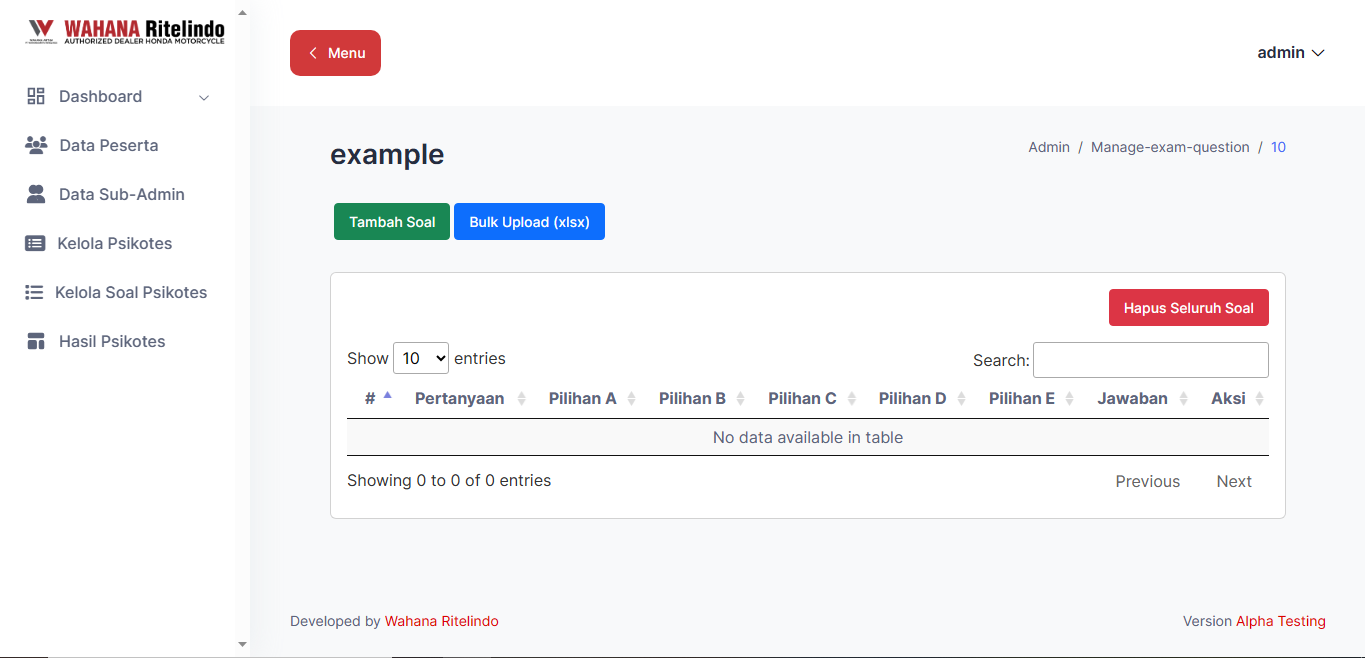 WAHANA Ritelindo
AUTHORIZED DEALER HONDA MOTORCYCLE
Dashboard
Data Peserta
Data Sub-Admin
Kelola Psikotes
Kelola Soal Psikotes
Hasil Psikotes
Menu
admin
example
Admin / Manage-exam-question / 10
Tambah Soal Bulk Upload (xlsx)
Hapus Seluruh Soal
Show 10 entries Search:
# Pertanyaan Pilihan A Pilihan B Pilihan C Pilihan D Pilihan E Jawaban Aksi
No data available in table
Showing 0 to 0 of 0 entries Previous Next
Developed by Wahana Ritelindo Version Alpha Testing